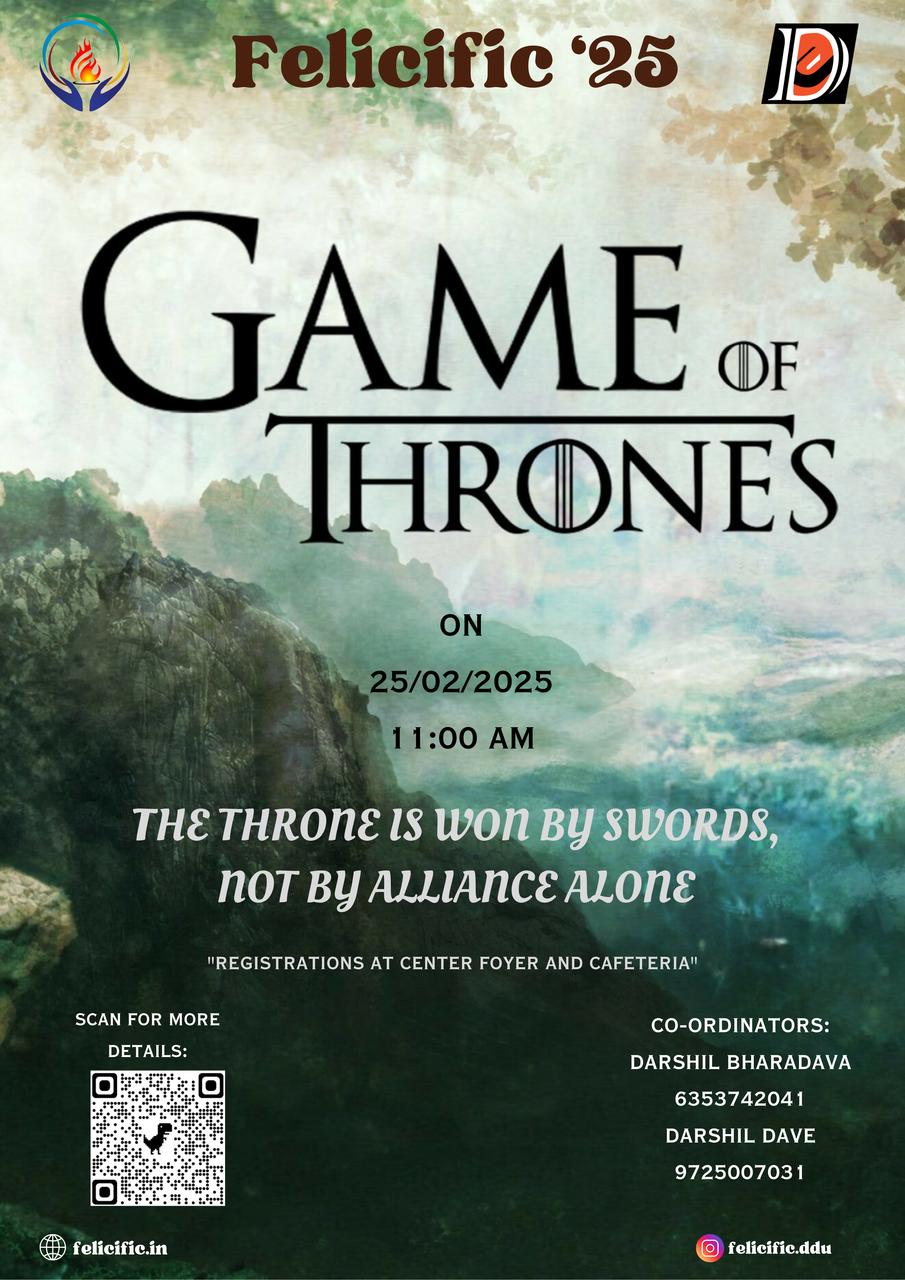 Felicific ‘25
GAME OF
THRONES
ON
25/02/2025
11:00 AM
THE THRONE IS WON BY SWORDS,
NOT BY ALLIANCE ALONE
"REGISTRATIONS AT CENTER FOYER AND CAFETERIA"
SCAN FOR MORE
DETAILS:
CO-ORDINATORS:
DARSHIL BHARADAVA
6353742041
DARSHIL DAVE
9725007031
felicific.in
felicific.ddu